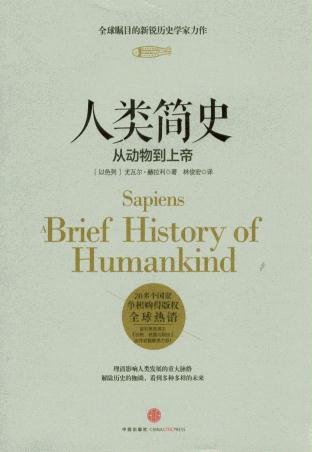 全球瞩目的新锐历史学家力作
人类简史
从动物到上帝
〔以色列〕尤瓦尔·赫拉利 著 林俊宏 译
Sapiens
A Brief History of
Humankind
20多个国家
争相购得版权
全球热销
理清影响人类发展的重大脉络
解除历史的枷锁，看到多种多样的未来
中信出版社·CHINACITICPRESS